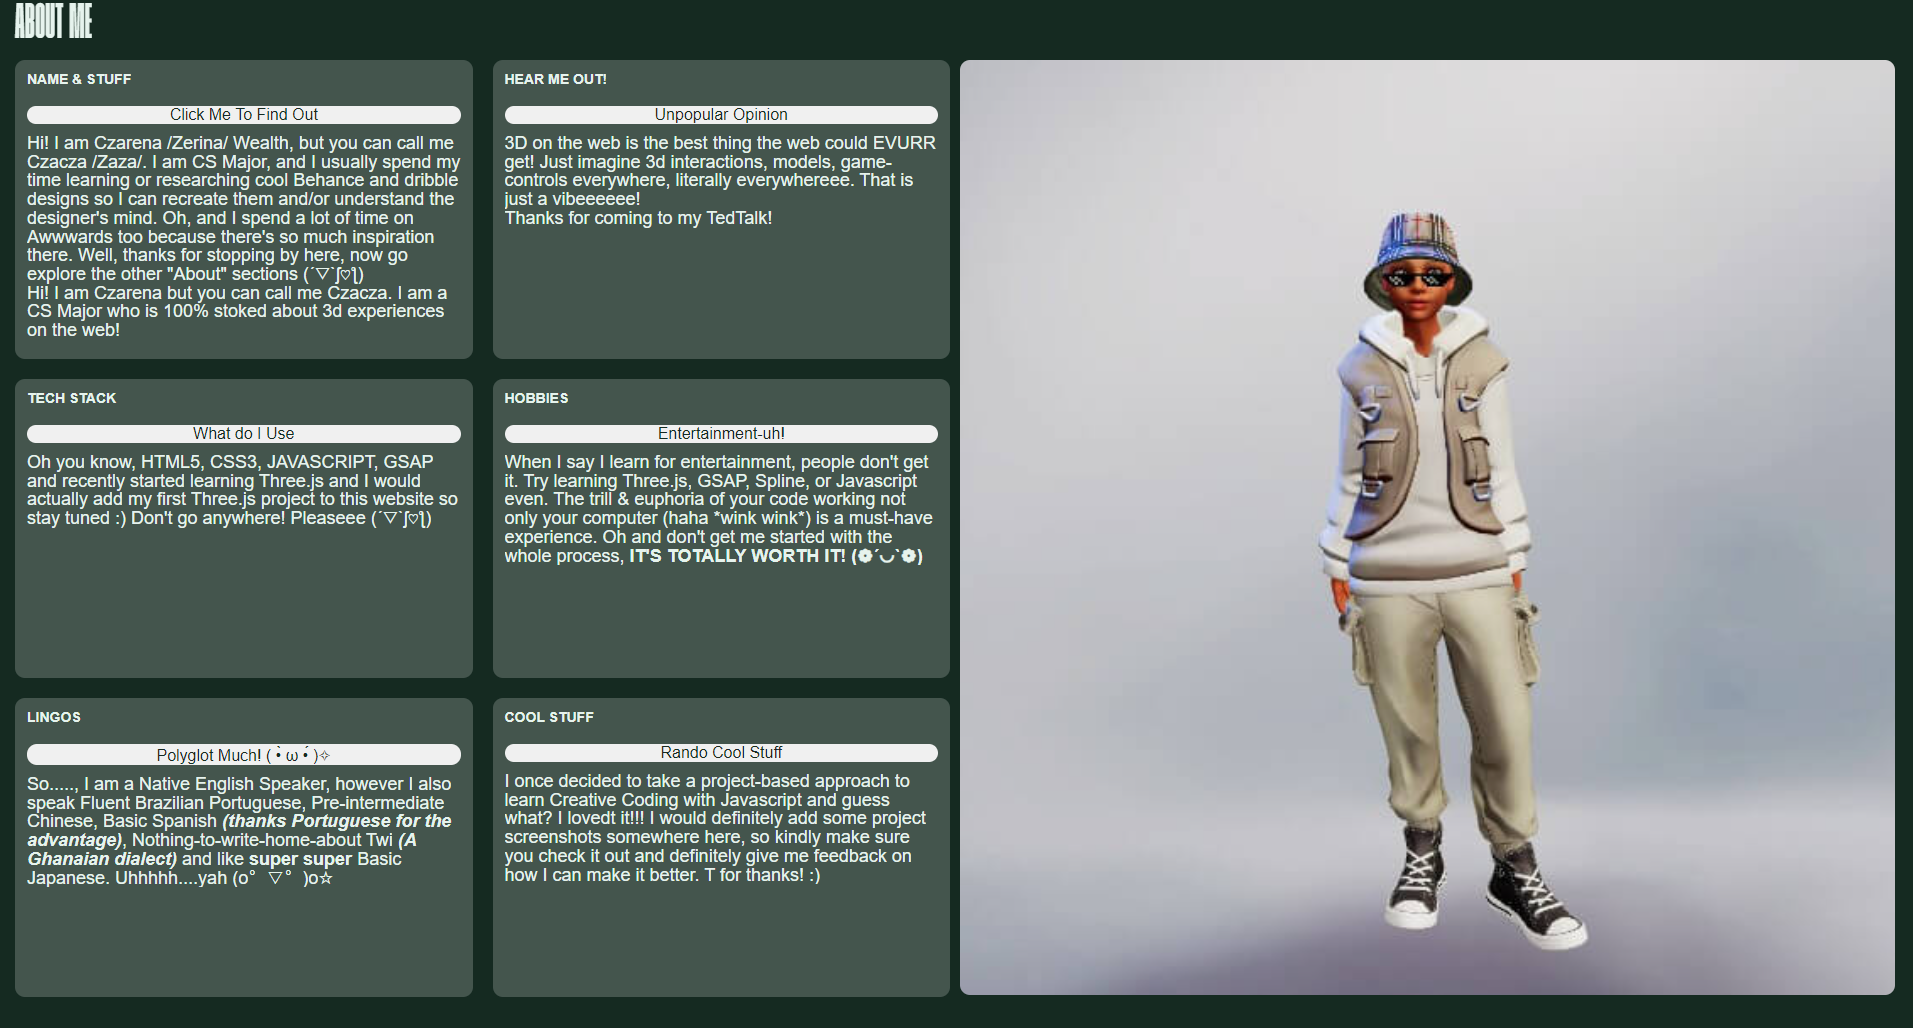 ABOUT ME
NAME & STUFF
Click Me To Find Out
Hi! I am Czarena /Zerina/ Wealth, but you can call me
Czacza /Zaza/. I am CS Major, and I usually spend my
time learning or researching cool Behance and dribble
designs so I can recreate them and/or understand the
designer's mind. Oh, and I spend a lot of time on
Awwwards too because there's so much inspiration
there. Well, thanks for stopping by here, now go
explore the other "About" sections (´▽`ʃ♡ƪ)
Hi! I am Czarena but you can call me Czacza. I am a
CS Major who is 100% stoked about 3d experiences
on the web!
HEAR ME OUT!
Unpopular Opinion
3D on the web is the best thing the web could EVURR
get! Just imagine 3d interactions, models, game-
controls everywhere, literally everywhereee. That is
just a vibeeeeee!
Thanks for coming to my TedTalk!
TECH STACK
What do I Use
Oh you know, HTML5, CSS3, JAVASCRIPT, GSAP
and recently started learning Three.js and I would
actually add my first Three.js project to this website so
stay tuned :) Don't go anywhere! Pleaseee (´▽`ʃ♡ƪ)
HOBBIES
Entertainment-uh!
When I say I learn for entertainment, people don't get
it. Try learning Three.js, GSAP, Spline, or Javascript
even. The trill & euphoria of your code working not
only your computer (haha *wink wink*) is a must-have
experience. Oh and don't get me started with the
whole process, IT'S TOTALLY WORTH IT! (❁´◡`❁)
LINGOS
Polyglot Much! ( •̀ ω •́ )✧
So....., I am a Native English Speaker, however I also
speak Fluent Brazilian Portuguese, Pre-intermediate
Chinese, Basic Spanish (thanks Portuguese for the
advantage), Nothing-to-write-home-about Twi (A
Ghanaian dialect) and like super super Basic
Japanese. Uhhhhh....yah (o゜▽゜)o☆
COOL STUFF
Rando Cool Stuff
I once decided to take a project-based approach to
learn Creative Coding with Javascript and guess
what? I lovedt it!!! I would definitely add some project
screenshots somewhere here, so kindly make sure
you check it out and definitely give me feedback on
how I can make it better. T for thanks! :)